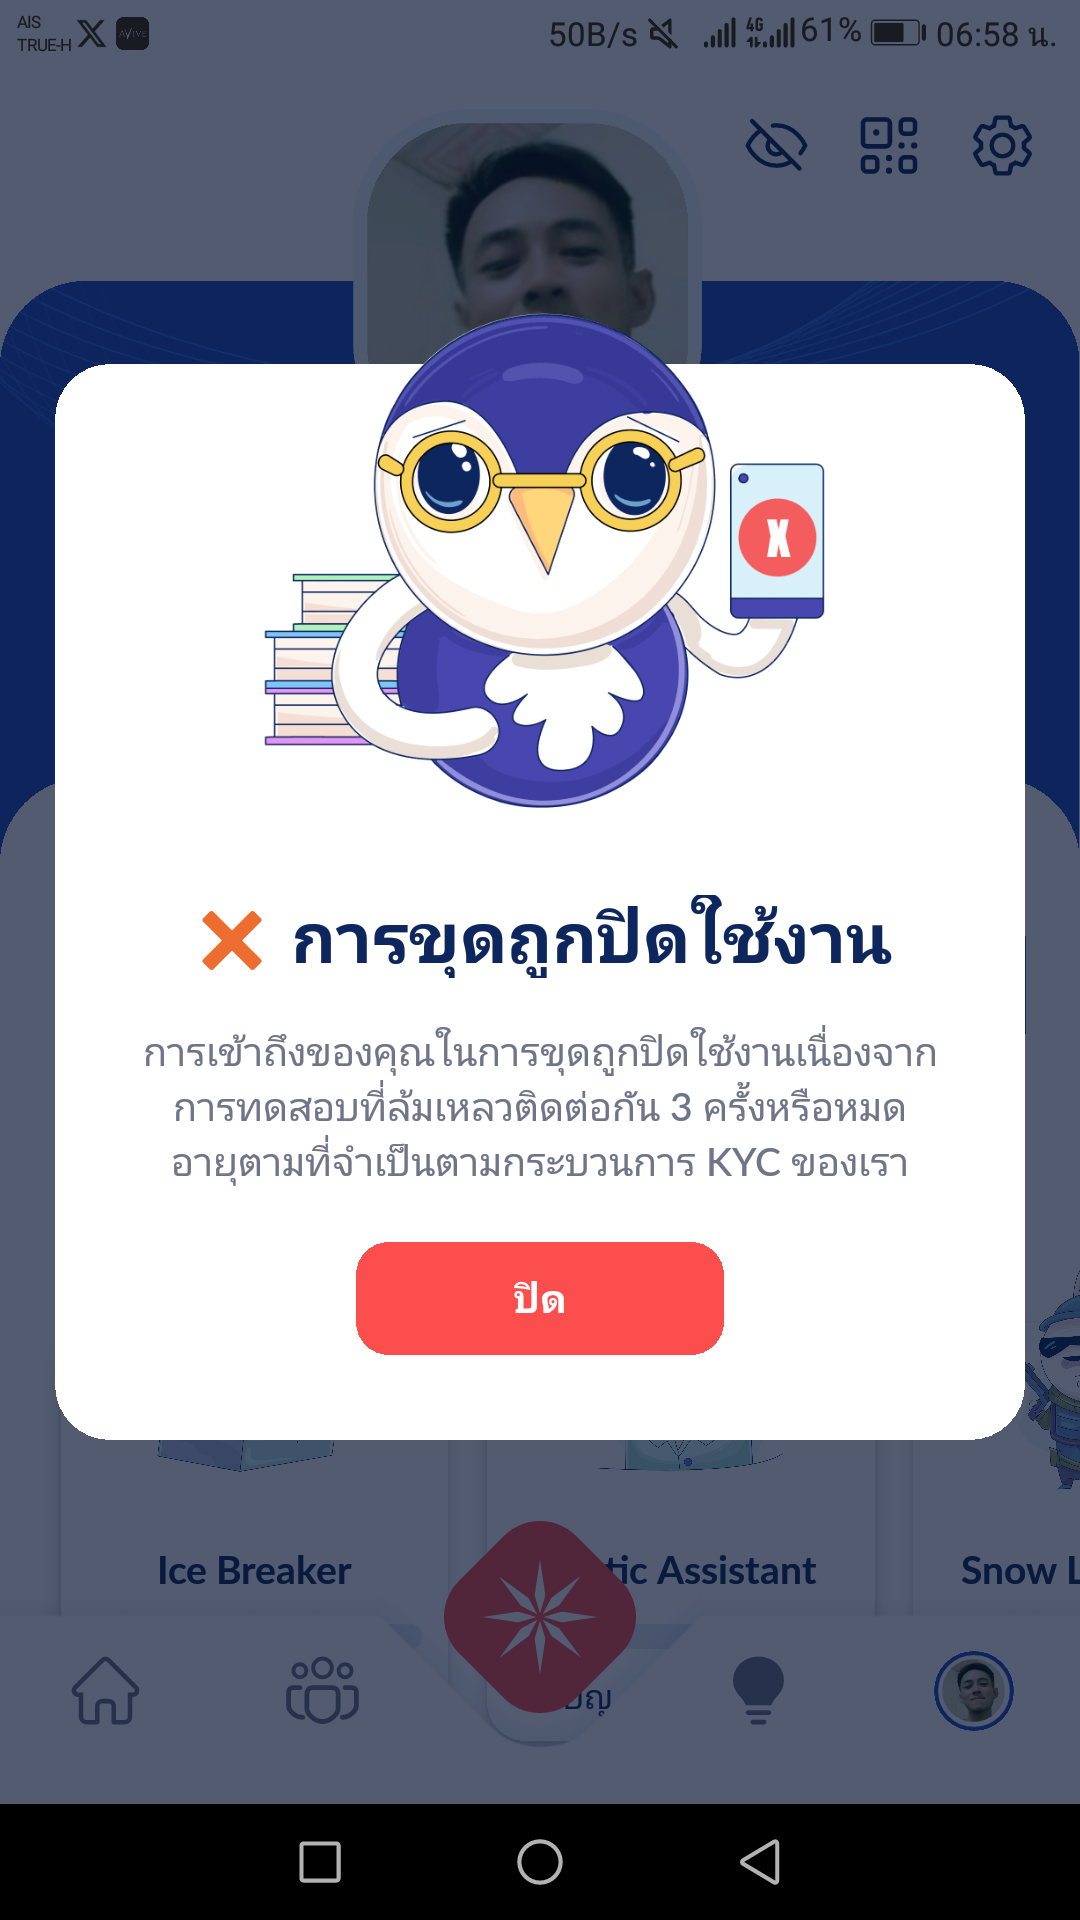 AIS
TRUE-H
AVIVE
50B/s 4G 61% 06:58 น.
X
การขุดถูกปิดใช้งาน
การเข้าถึงของคุณในการขุดถูกปิดใช้งานเนื่องจาก
การทดสอบที่ล้มเหลวติดต่อกัน 3 ครั้งหรือหมด
อายุตามที่จำเป็นตามกระบวนการ KYC ของเรา
ปิด
Ice Breaker
tic Assistant
Snow L